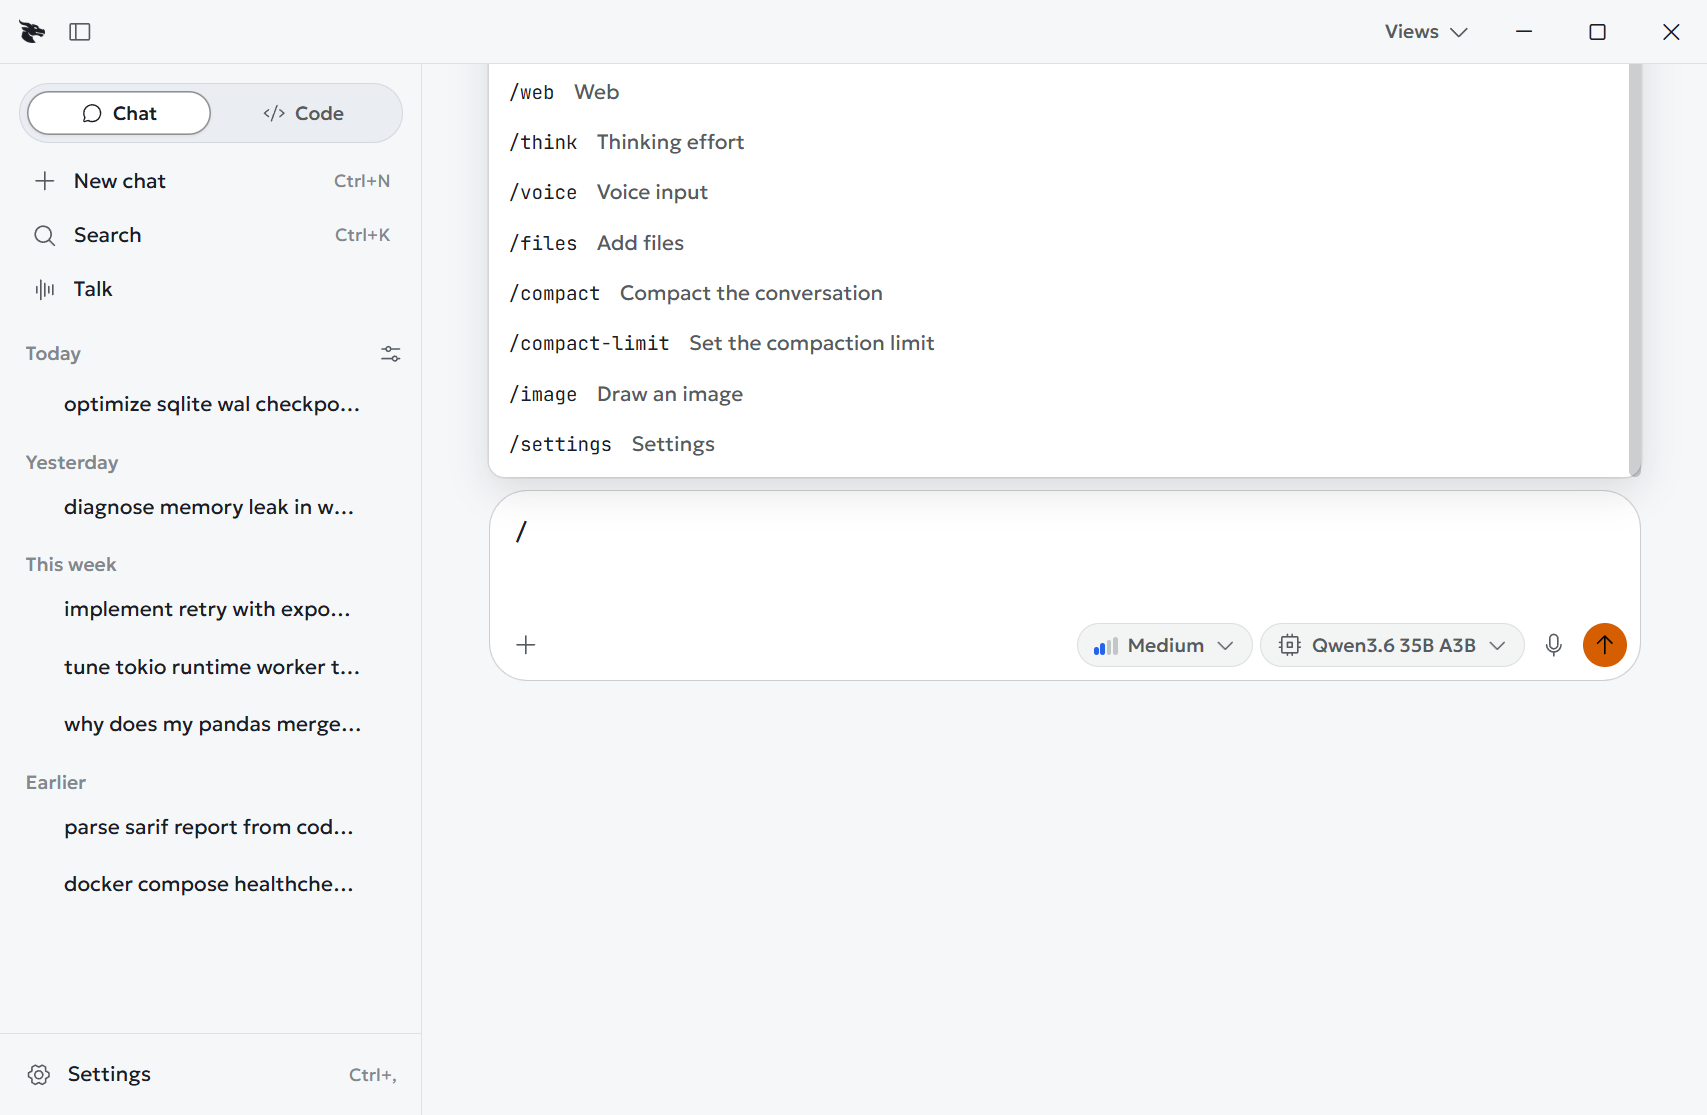 Views
Chat
Code
New chat Ctrl+N
Search Ctrl+K
Talk
Today
optimize sqlite wal checkpo...
Yesterday
diagnose memory leak in w...
This week
implement retry with expo...
tune tokio runtime worker t...
why does my pandas merge...
Earlier
parse sarif report from cod...
docker compose healthche...
Settings Ctrl+,
/web Web
/think Thinking effort
/voice Voice input
/files Add files
/compact Compact the conversation
/compact-limit Set the compaction limit
/image Draw an image
/settings Settings
/
Medium
Qwen3.6 35B A3B